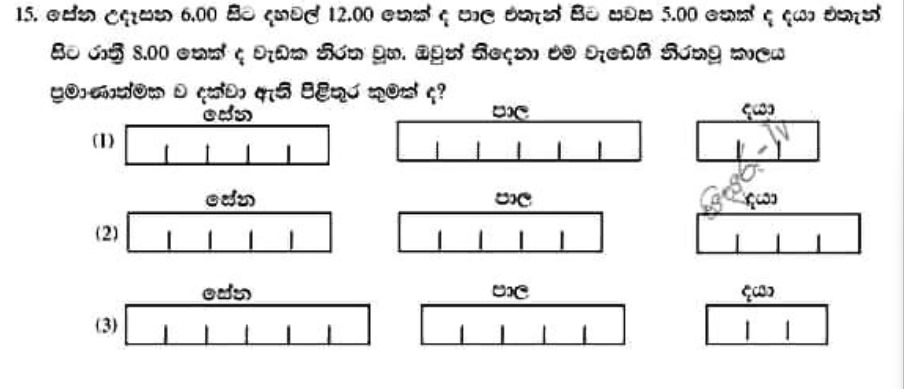 15. සේන උදෑසන 6.00 සිට දහවල් 12.00 තෙක් ද පාල එතැන් සිට සවස 5.00 තෙක් ද දයා එතැන්
සිට රාත්‍රී 8.00 තෙක් ද වැඩක නිරත වූහ. ඔවුන් තිදෙනා එම වැඩෙහි නිරතවූ කාලය
ප්‍රමාණාත්මක ව දක්වා ඇති පිළිතුර කුමක් ද?
සේන පාල දයා
(1)
සේන පාල දයා
(2)
සේන පාල දයා
(3)